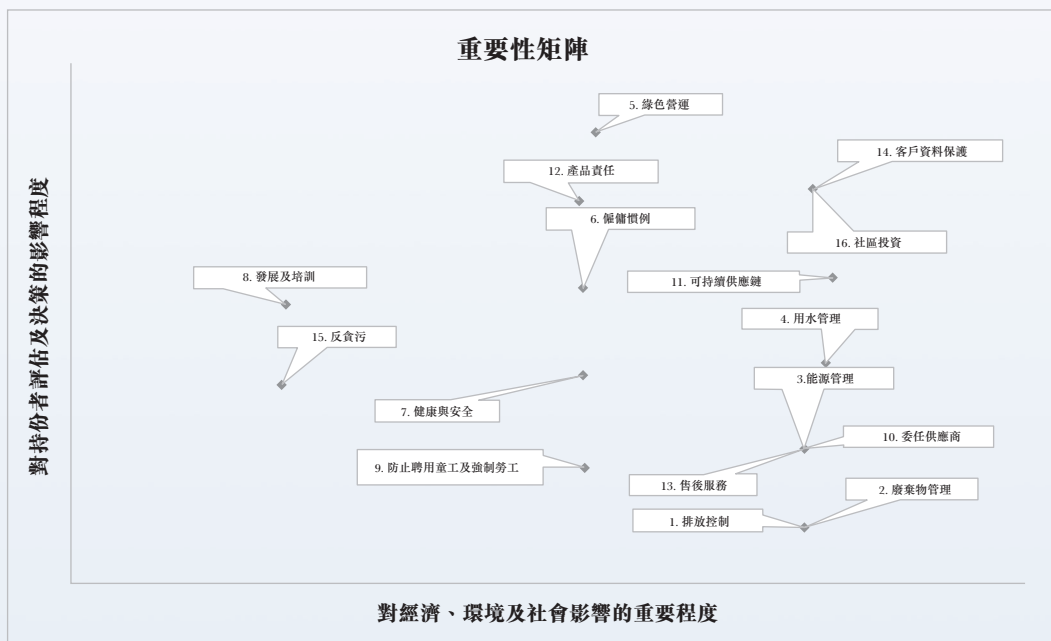 重要性矩陣
5. 綠色營運
14. 客戶資料保護
12. 產品責任
6. 僱傭慣例
16. 社區投資
8. 發展及培訓
11. 可持續供應鏈
4. 用水管理
15. 反貪污
3.能源管理
7. 健康與安全
10. 委任供應商
9. 防止聘用童工及強制勞工
13. 售後服務
2. 廢棄物管理
1. 排放控制
對持份者評估及決策的影響程度
對經濟、環境及社會影響的重要程度